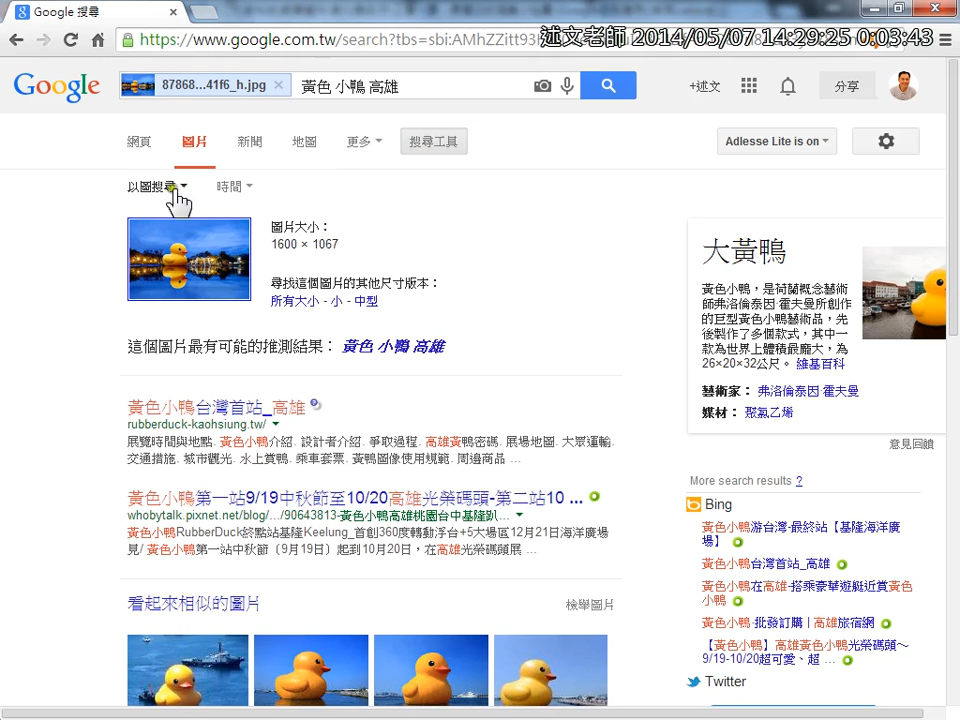 Google 搜尋
https://www.google.com.tw/search?tbs=sbi:AMhZZitt93
述文老師 2014/05/07 14:29:25 0:03:43
Google
87868...41f6_h.jpg
黃色 小鴨 高雄
+述文
分享
網頁
圖片
新聞
地圖
更多
搜尋工具
Adlesse Lite is on
以圖搜尋
時間
圖片大小：
1600 × 1067
尋找這個圖片的其他尺寸版本：
所有大小 - 小 - 中型
這個圖片最有可能的推測結果： 黃色 小鴨 高雄
黃色小鴨台灣首站_高雄
rubberduck-kaohsiung.tw/
展覽時間與地點. 黃色小鴨介紹. 設計者介紹. 爭取過程. 高雄黃鴨密碼. 展場地圖. 大眾運輸.
交通措施. 城市觀光. 水上賞鴨. 乘車套票. 黃鴨圖像使用規範. 周邊商品 ...
黃色小鴨第一站9/19中秋節至10/20高雄光榮碼頭-第二站10 ...
whobytalk.pixnet.net/blog/.../90643813-黃色小鴨高雄桃園台中基隆趴...
黃色小鴨RubberDuck終點站基隆Keelung_首創360度轉動浮台+5大場區12月21日海洋廣場
見/ 黃色小鴨第一站中秋節（9月19日）起到10月20日，在高雄光榮碼頭展 ...
看起來相似的圖片
檢舉圖片
大黃鴨
黃色小鴨，是荷蘭概念藝術
師弗洛倫泰因·霍夫曼所創作
的巨型黃色小鴨藝術品，先
後製作了多個款式，其中一
款為世界上體積最龐大，為
26×20×32公尺。 維基百科
藝術家： 弗洛倫泰因·霍夫曼
媒材： 聚氯乙烯
意見回饋
More search results ?
Bing
黃色小鴨游台灣-最終站【基隆海洋廣
場】
黃色小鴨台灣首站_高雄
黃色小鴨在高雄-搭乘豪華遊艇近賞黃色
小鴨
黃色小鴨-批發訂購 | 高雄旅宿網
【黃色小鴨】高雄黃色小鴨光榮碼頭～
9/19-10/20超可愛、超 ...
Twitter